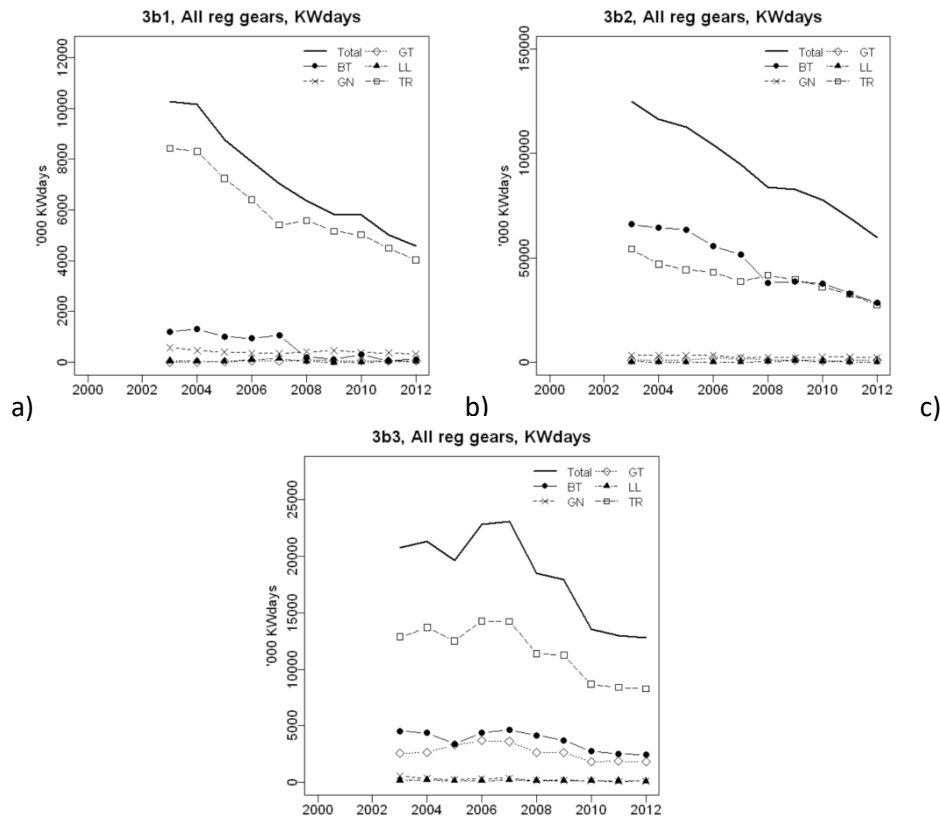 3b1, All reg gears, KWdays
Total GT
BT LL
GN TR
'000 KWdays
0 2000 4000 6000 8000 10000 12000
2000 2002 2004 2006 2008 2010 2012
a)
3b2, All reg gears, KWdays
Total GT
BT LL
GN TR
'000 KWdays
0 50000 100000 150000
2000 2002 2004 2006 2008 2010 2012
b)
c)
3b3, All reg gears, KWdays
Total GT
BT LL
GN TR
'000 KWdays
0 5000 10000 15000 20000 25000
2000 2002 2004 2006 2008 2010 2012